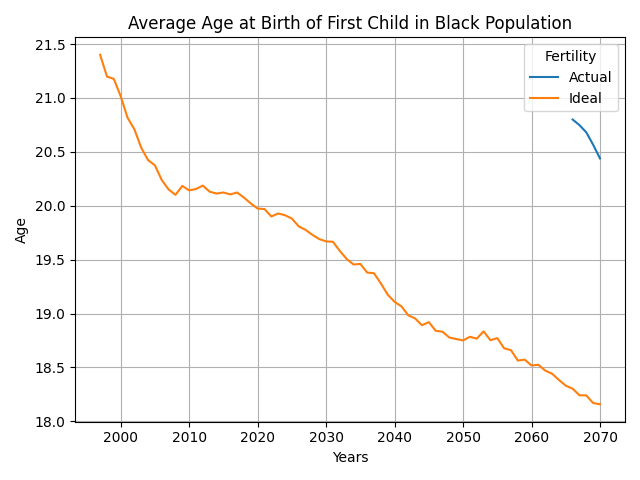 Average Age at Birth of First Child in Black Population
21.5
21.0
20.5
20.0
19.5
19.0
18.5
18.0
Age
Fertility
Actual
Ideal
2000 2010 2020 2030 2040 2050 2060 2070
Years